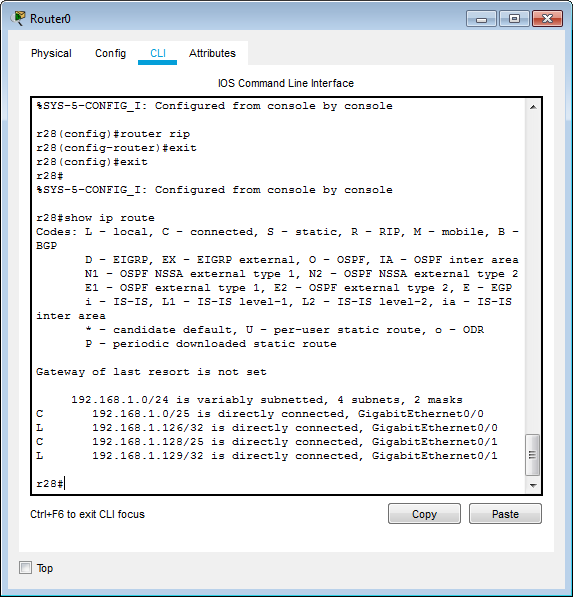 Router0
Physical Config CLI Attributes
IOS Command Line Interface
%SYS-5-CONFIG_I: Configured from console by console
r28(config)#router rip
r28(config-router)#exit
r28(config)#exit
r28#
%SYS-5-CONFIG_I: Configured from console by console
r28#show ip route
Codes: L - local, C - connected, S - static, R - RIP, M - mobile, B -
BGP
D - EIGRP, EX - EIGRP external, O - OSPF, IA - OSPF inter area
N1 - OSPF NSSA external type 1, N2 - OSPF NSSA external type 2
E1 - OSPF external type 1, E2 - OSPF external type 2, E - EGP
i - IS-IS, L1 - IS-IS level-1, L2 - IS-IS level-2, ia - IS-IS
inter area
* - candidate default, U - per-user static route, o - ODR
P - periodic downloaded static route
Gateway of last resort is not set
192.168.1.0/24 is variably subnetted, 4 subnets, 2 masks
C 192.168.1.0/25 is directly connected, GigabitEthernet0/0
L 192.168.1.126/32 is directly connected, GigabitEthernet0/0
C 192.168.1.128/25 is directly connected, GigabitEthernet0/1
L 192.168.1.129/32 is directly connected, GigabitEthernet0/1
r28#
Ctrl+F6 to exit CLI focus
Copy Paste
Top